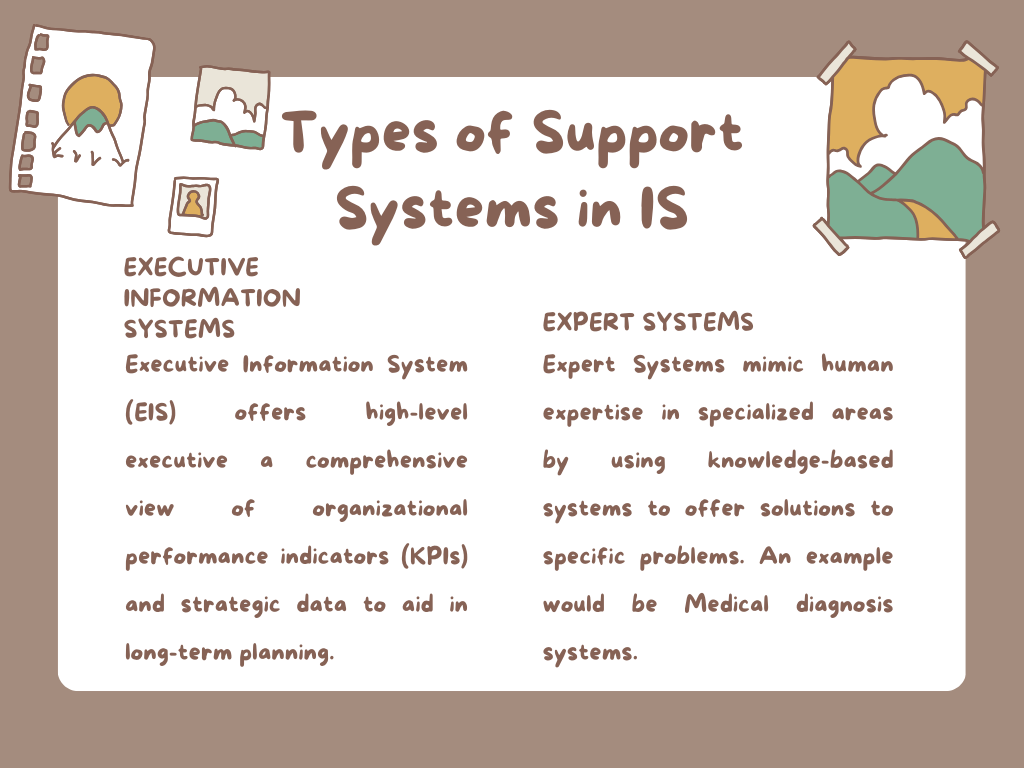 Types of Support
Systems in IS
EXECUTIVE
INFORMATION
SYSTEMS
Executive Information System
(EIS) offers high-level
executive a comprehensive
view of organizational
performance indicators (KPIs)
and strategic data to aid in
long-term planning.
EXPERT SYSTEMS
Expert Systems mimic human
expertise in specialized areas
by using knowledge-based
systems to offer solutions to
specific problems. An example
would be Medical diagnosis
systems.